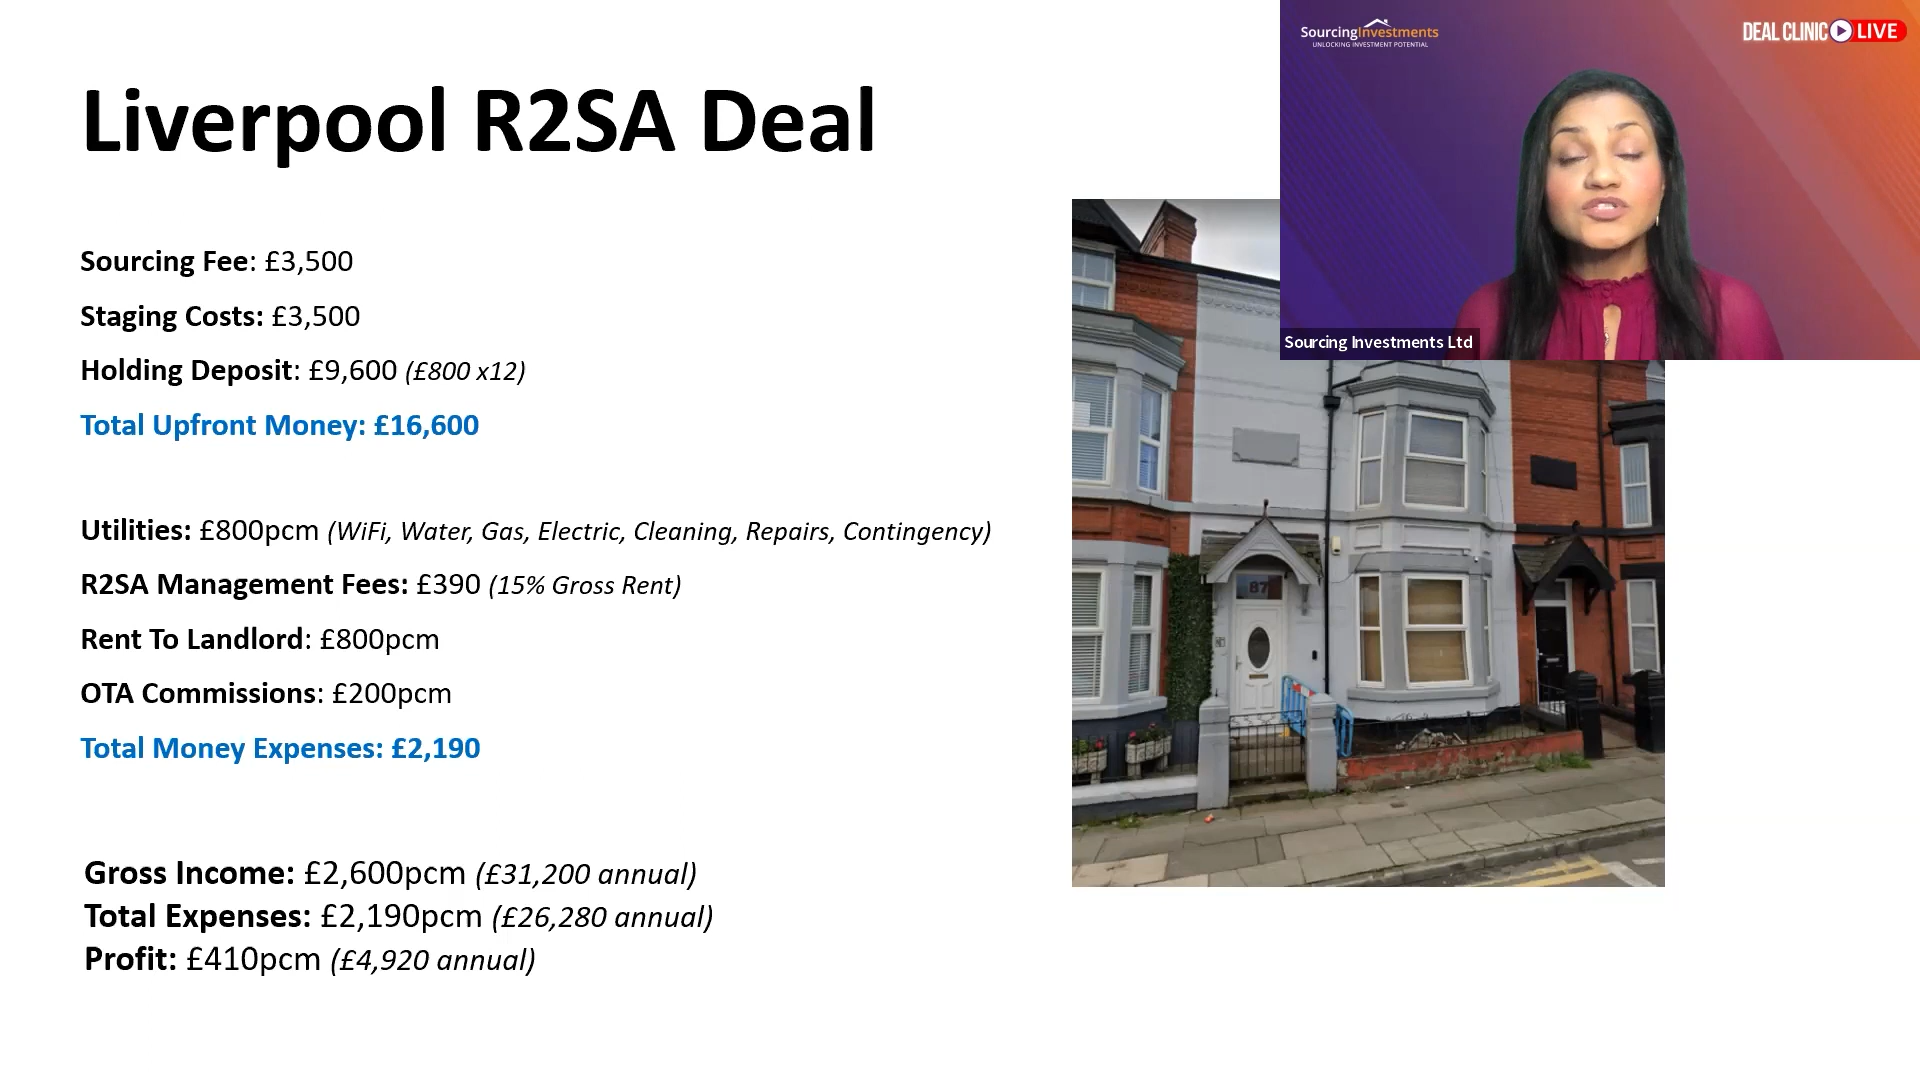 Liverpool R2SA Deal
SourcingInvestments
UNLOCKING INVESTMENT POTENTIAL
DEAL CLINIC LIVE
Sourcing Investments Ltd
Sourcing Fee: £3,500
Staging Costs: £3,500
Holding Deposit: £9,600 (£800 x12)
Total Upfront Money: £16,600
Utilities: £800pcm (WiFi, Water, Gas, Electric, Cleaning, Repairs, Contingency)
R2SA Management Fees: £390 (15% Gross Rent)
Rent To Landlord: £800pcm
OTA Commissions: £200pcm
Total Money Expenses: £2,190
Gross Income: £2,600pcm (£31,200 annual)
Total Expenses: £2,190pcm (£26,280 annual)
Profit: £410pcm (£4,920 annual)
87